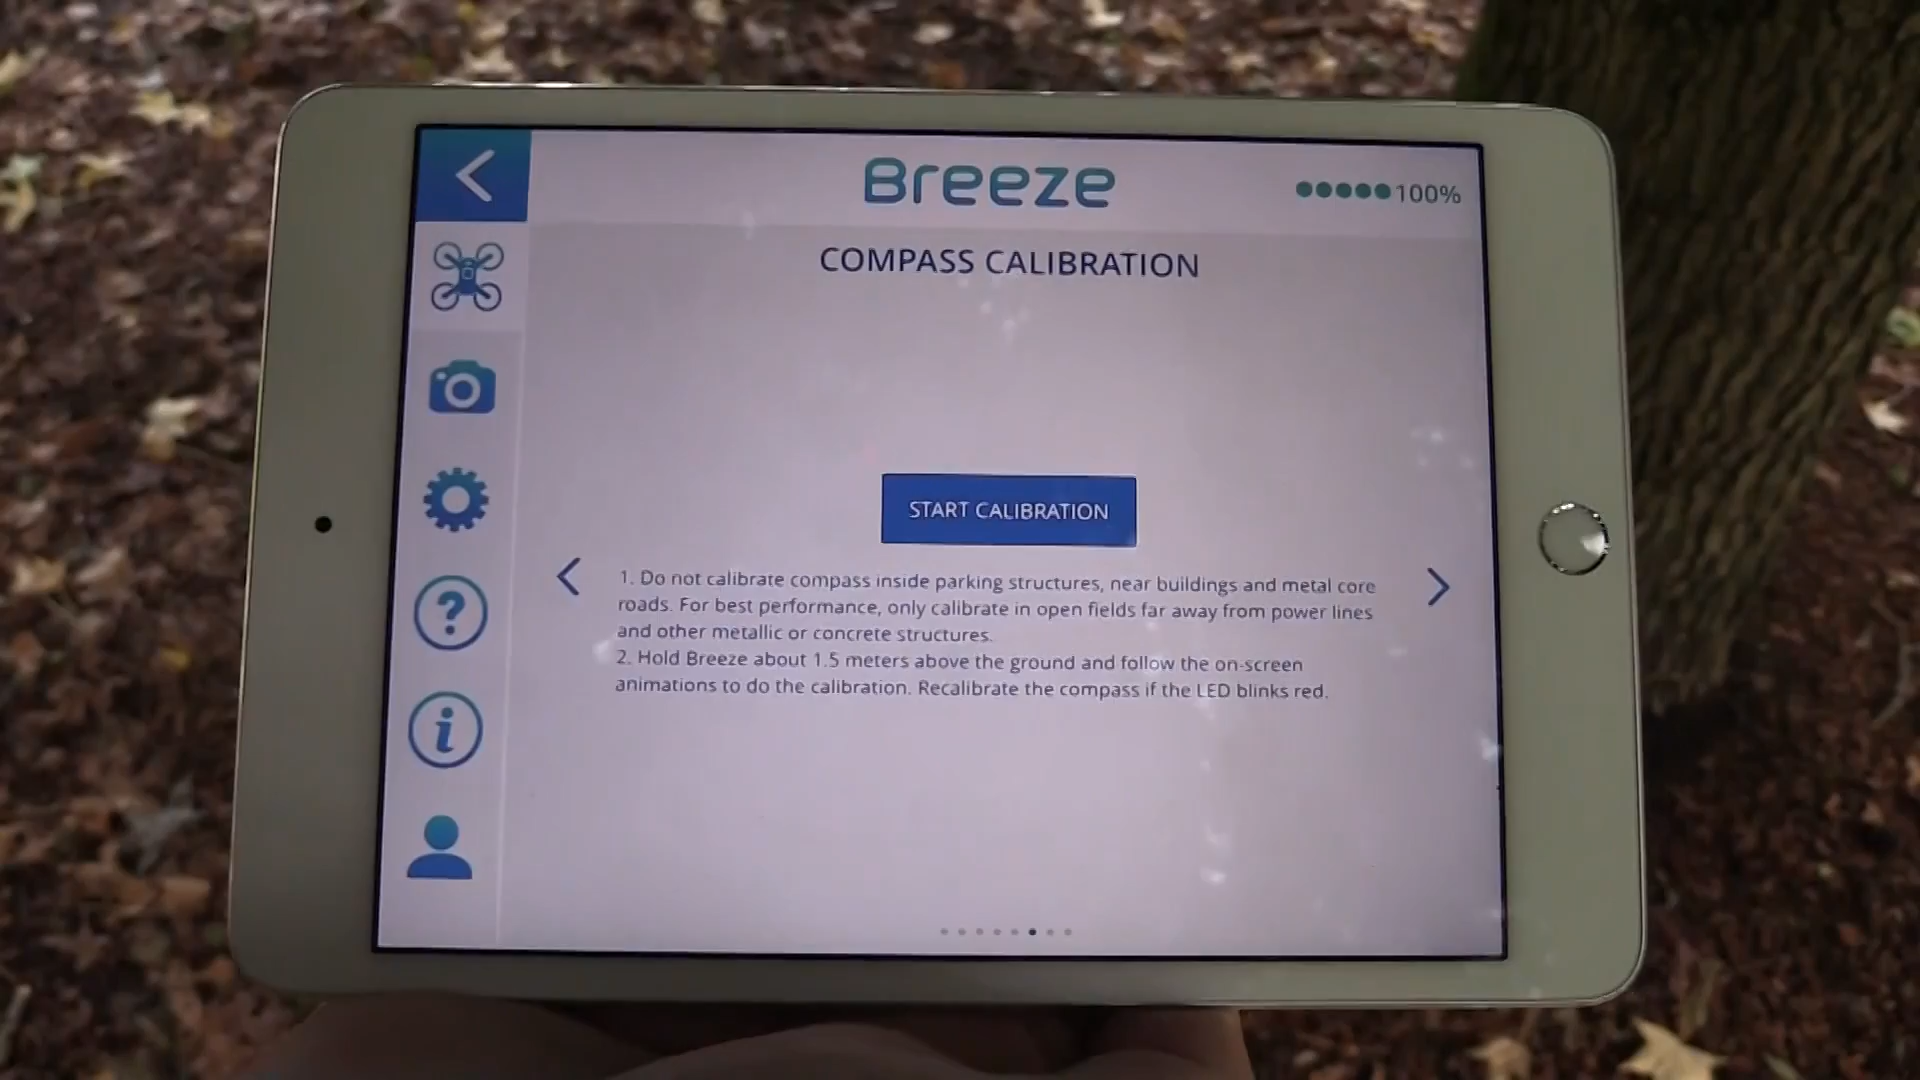 Breeze
100%
COMPASS CALIBRATION
START CALIBRATION
1. Do not calibrate compass inside parking structures, near buildings and metal core
roads. For best performance, only calibrate in open fields far away from power lines
and other metallic or concrete structures.
2. Hold Breeze about 1.5 meters above the ground and follow the on-screen
animations to do the calibration. Recalibrate the compass if the LED blinks red.